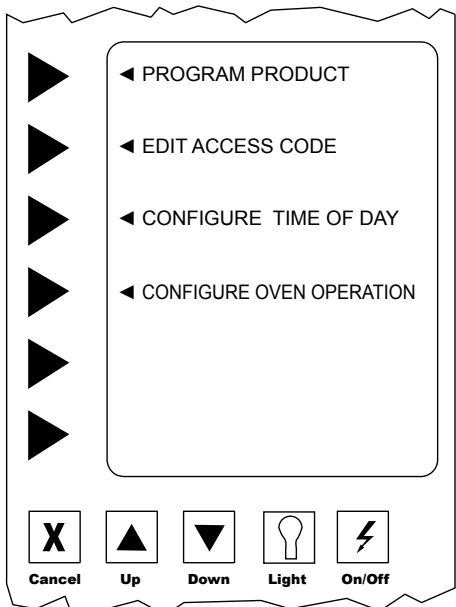 ◄ PROGRAM PRODUCT
◄ EDIT ACCESS CODE
◄ CONFIGURE TIME OF DAY
◄ CONFIGURE OVEN OPERATION
X
Cancel Up Down Light On/Off